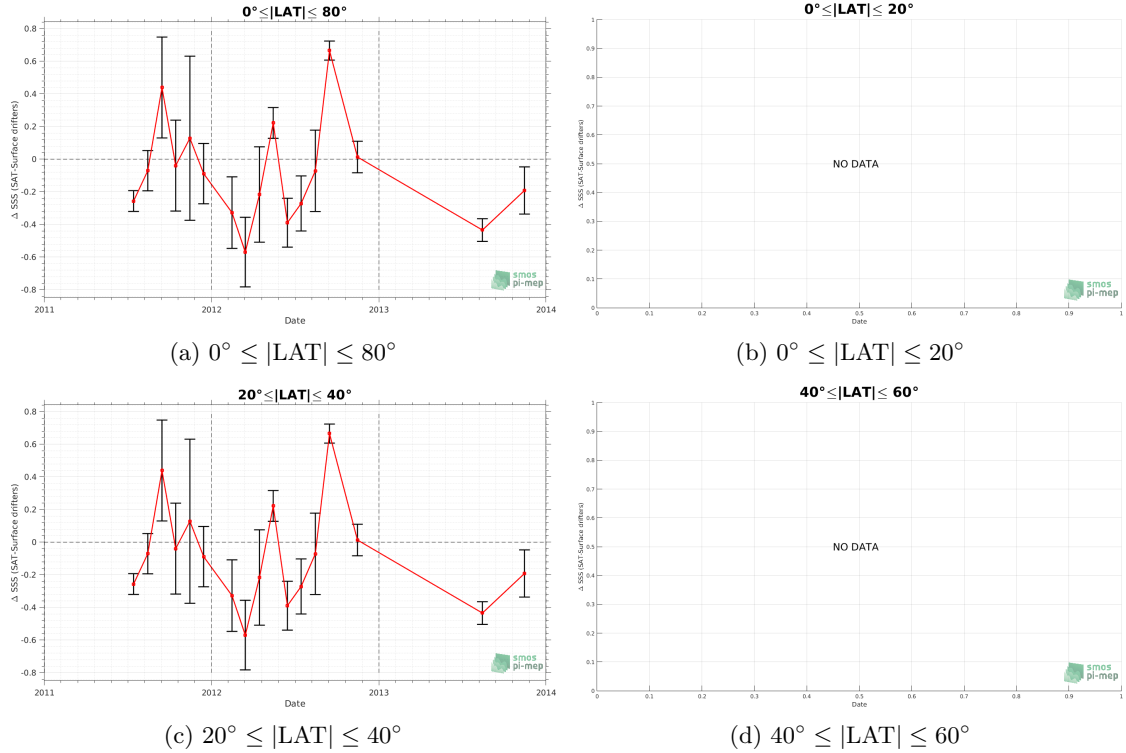 0°≤|LAT|≤ 80°
0.8
0.6
0.4
0.2
0
-0.2
-0.4
-0.6
-0.8
Δ SSS (SAT-Surface drifters)
2011
2012
2013
2014
Date
smos
pi-mep
(a) 0° ≤ |LAT| ≤ 80°
0°≤|LAT|≤ 20°
1
0.9
0.8
0.7
0.6
0.5
0.4
0.3
0.2
0.1
0
Δ SSS (SAT-Surface drifters)
NO DATA
0
0.1
0.2
0.3
0.4
0.5
0.6
0.7
0.8
0.9
1
Date
smos
pi-mep
(b) 0° ≤ |LAT| ≤ 20°
20°≤|LAT|≤ 40°
0.8
0.6
0.4
0.2
0
-0.2
-0.4
-0.6
-0.8
Δ SSS (SAT-Surface drifters)
2011
2012
2013
2014
Date
smos
pi-mep
(c) 20° ≤ |LAT| ≤ 40°
40°≤|LAT|≤ 60°
1
0.9
0.8
0.7
0.6
0.5
0.4
0.3
0.2
0.1
0
Δ SSS (SAT-Surface drifters)
NO DATA
0
0.1
0.2
0.3
0.4
0.5
0.6
0.7
0.8
0.9
1
Date
smos
pi-mep
(d) 40° ≤ |LAT| ≤ 60°